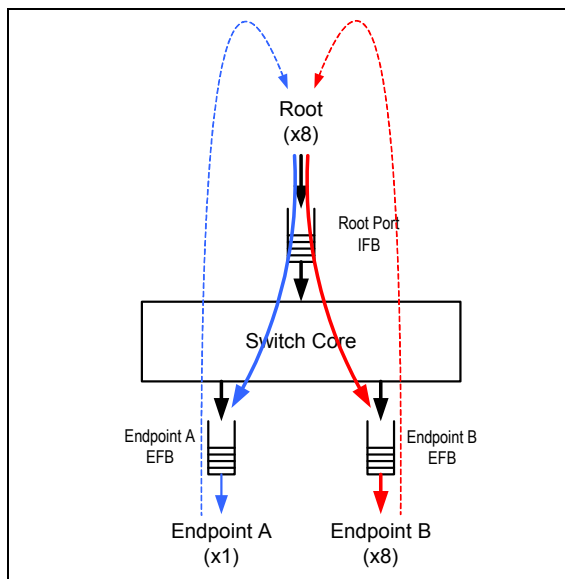 Root
(x8)
Root Port
IFB
Switch Core
Endpoint A
EFB
Endpoint B
EFB
Endpoint A
(x1)
Endpoint B
(x8)